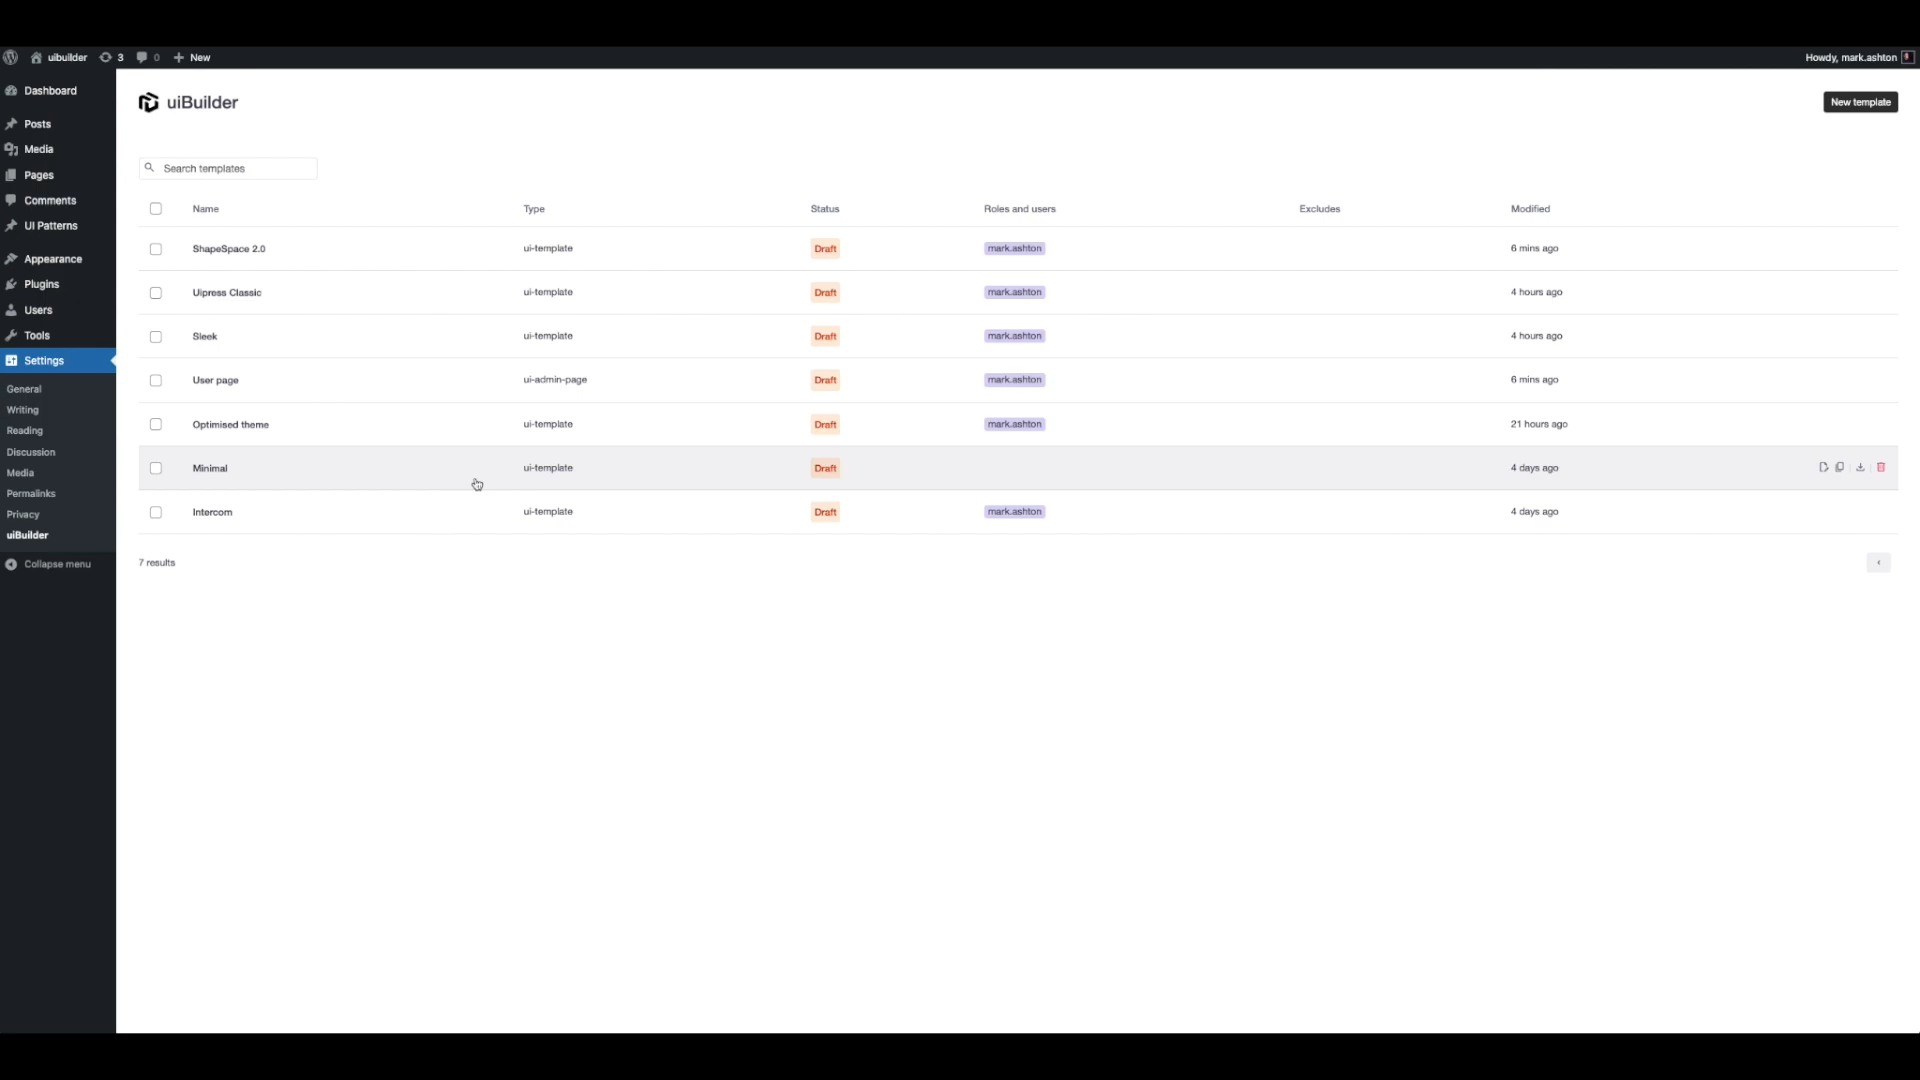 uibuilder 3 0 New Howdy, mark.ashton
Dashboard
Posts
Media
Pages
Comments
UI Patterns
Appearance
Plugins
Users
Tools
Settings
General
Writing
Reading
Discussion
Media
Permalinks
Privacy
uiBuilder
Collapse menu
uiBuilder New template
Search templates
Name Type Status Roles and users Excludes Modified
ShapeSpace 2.0 ui-template Draft mark.ashton 6 mins ago
Uipress Classic ui-template Draft mark.ashton 4 hours ago
Sleek ui-template Draft mark.ashton 4 hours ago
User page ui-admin-page Draft mark.ashton 6 mins ago
Optimised theme ui-template Draft mark.ashton 21 hours ago
Minimal ui-template Draft 4 days ago
Intercom ui-template Draft mark.ashton 4 days ago
7 results